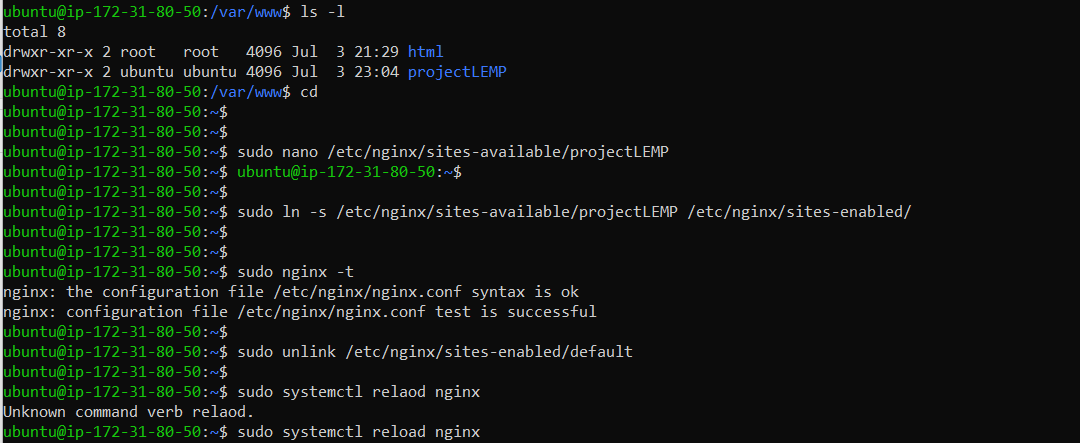 ubuntu@ip-172-31-80-50:/var/www$ ls -l
total 8
drwxr-xr-x 2 root   root   4096 Jul  3 21:29 html
drwxr-xr-x 2 ubuntu ubuntu 4096 Jul  3 23:04 projectLEMP
ubuntu@ip-172-31-80-50:/var/www$ cd
ubuntu@ip-172-31-80-50:~$
ubuntu@ip-172-31-80-50:~$
ubuntu@ip-172-31-80-50:~$ sudo nano /etc/nginx/sites-available/projectLEMP
ubuntu@ip-172-31-80-50:~$ ubuntu@ip-172-31-80-50:~$
ubuntu@ip-172-31-80-50:~$
ubuntu@ip-172-31-80-50:~$ sudo ln -s /etc/nginx/sites-available/projectLEMP /etc/nginx/sites-enabled/
ubuntu@ip-172-31-80-50:~$
ubuntu@ip-172-31-80-50:~$
ubuntu@ip-172-31-80-50:~$ sudo nginx -t
nginx: the configuration file /etc/nginx/nginx.conf syntax is ok
nginx: configuration file /etc/nginx/nginx.conf test is successful
ubuntu@ip-172-31-80-50:~$
ubuntu@ip-172-31-80-50:~$ sudo unlink /etc/nginx/sites-enabled/default
ubuntu@ip-172-31-80-50:~$
ubuntu@ip-172-31-80-50:~$ sudo systemctl relaod nginx
Unknown command verb relaod.
ubuntu@ip-172-31-80-50:~$ sudo systemctl reload nginx